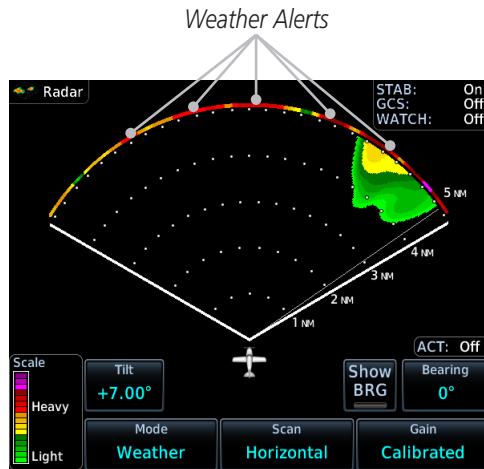 Weather Alerts
Radar
STAB: On
GCS: Off
WATCH: Off
5 NM
4 NM
3 NM
2 NM
1 NM
ACT: Off
Scale
Heavy
Light
Tilt
+7.00°
Show
BRG
Bearing
0°
Mode
Weather
Scan
Horizontal
Gain
Calibrated